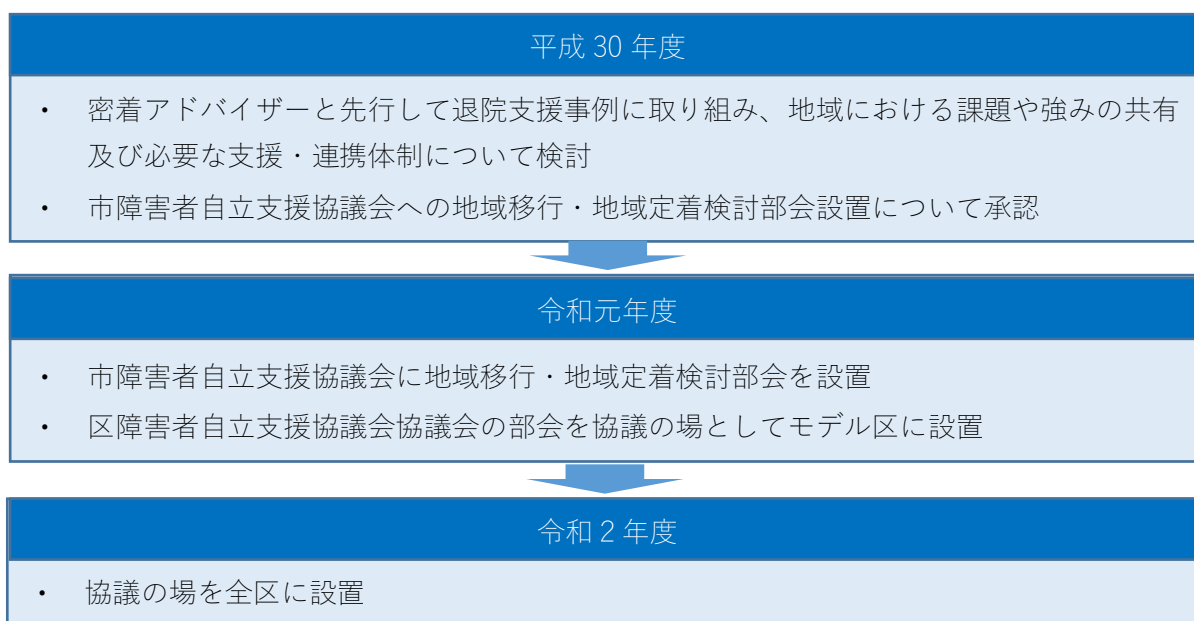 平成 30 年度
・ 密着アドバイザーと先行して退院支援事例に取り組み、地域における課題や強みの共有
及び必要な支援・連携体制について検討
・ 市障害者自立支援協議会への地域移行・地域定着検討部会設置について承認
令和元年度
・ 市障害者自立支援協議会に地域移行・地域定着検討部会を設置
・ 区障害者自立支援協議会協議会の部会を協議の場としてモデル区に設置
令和２年度
・ 協議の場を全区に設置